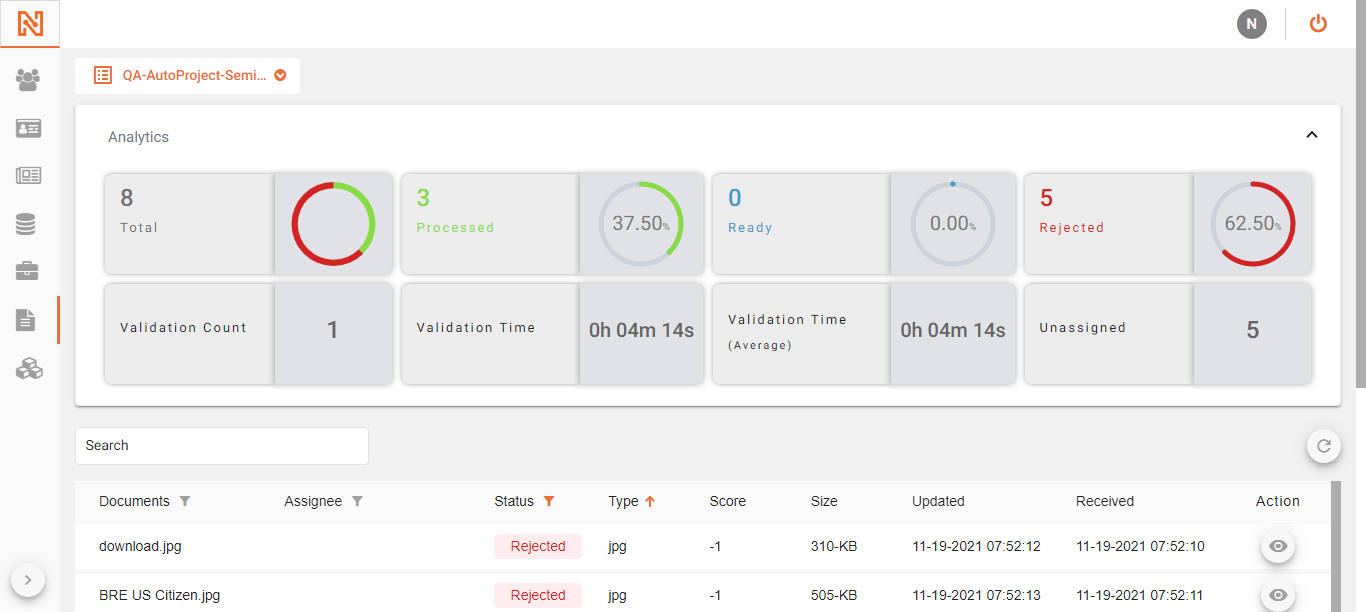 N
QA-AutoProject-Semi...
Analytics
8
Total
3
Processed
37.50%
0
Ready
0.00%
5
Rejected
62.50%
Validation Count
1
Validation Time
0h 04m 14s
Validation Time
(Average)
0h 04m 14s
Unassigned
5
Search
Documents Assignee Status Type Score Size Updated Received Action
download.jpg Rejected jpg -1 310-KB 11-19-2021 07:52:12 11-19-2021 07:52:10
BRE US Citizen.jpg Rejected jpg -1 505-KB 11-19-2021 07:52:13 11-19-2021 07:52:11